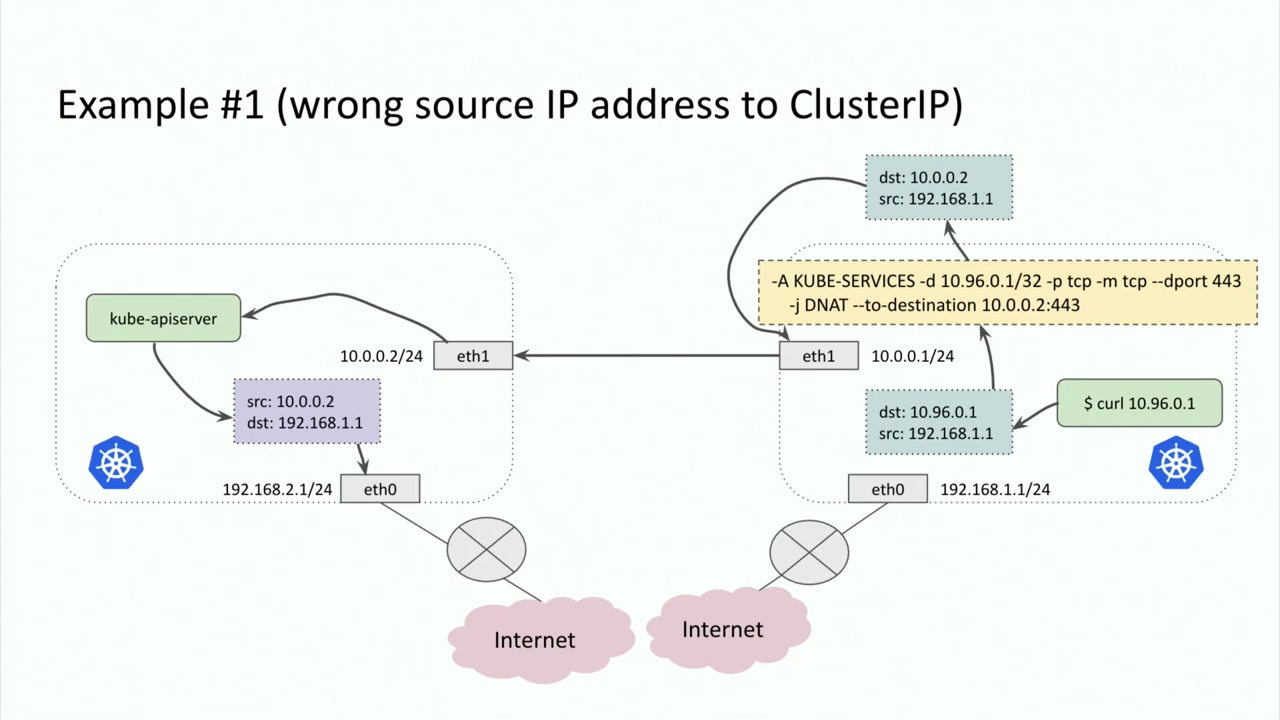 Example #1 (wrong source IP address to ClusterIP)
dst: 10.0.0.2
src: 192.168.1.1
-A KUBE-SERVICES -d 10.96.0.1/32 -p tcp -m tcp --dport 443
-j DNAT --to-destination 10.0.0.2:443
kube-apiserver
10.0.0.2/24
eth1
eth1
10.0.0.1/24
src: 10.0.0.2
dst: 192.168.1.1
dst: 10.96.0.1
src: 192.168.1.1
$ curl 10.96.0.1
192.168.2.1/24
eth0
eth0
192.168.1.1/24
Internet
Internet